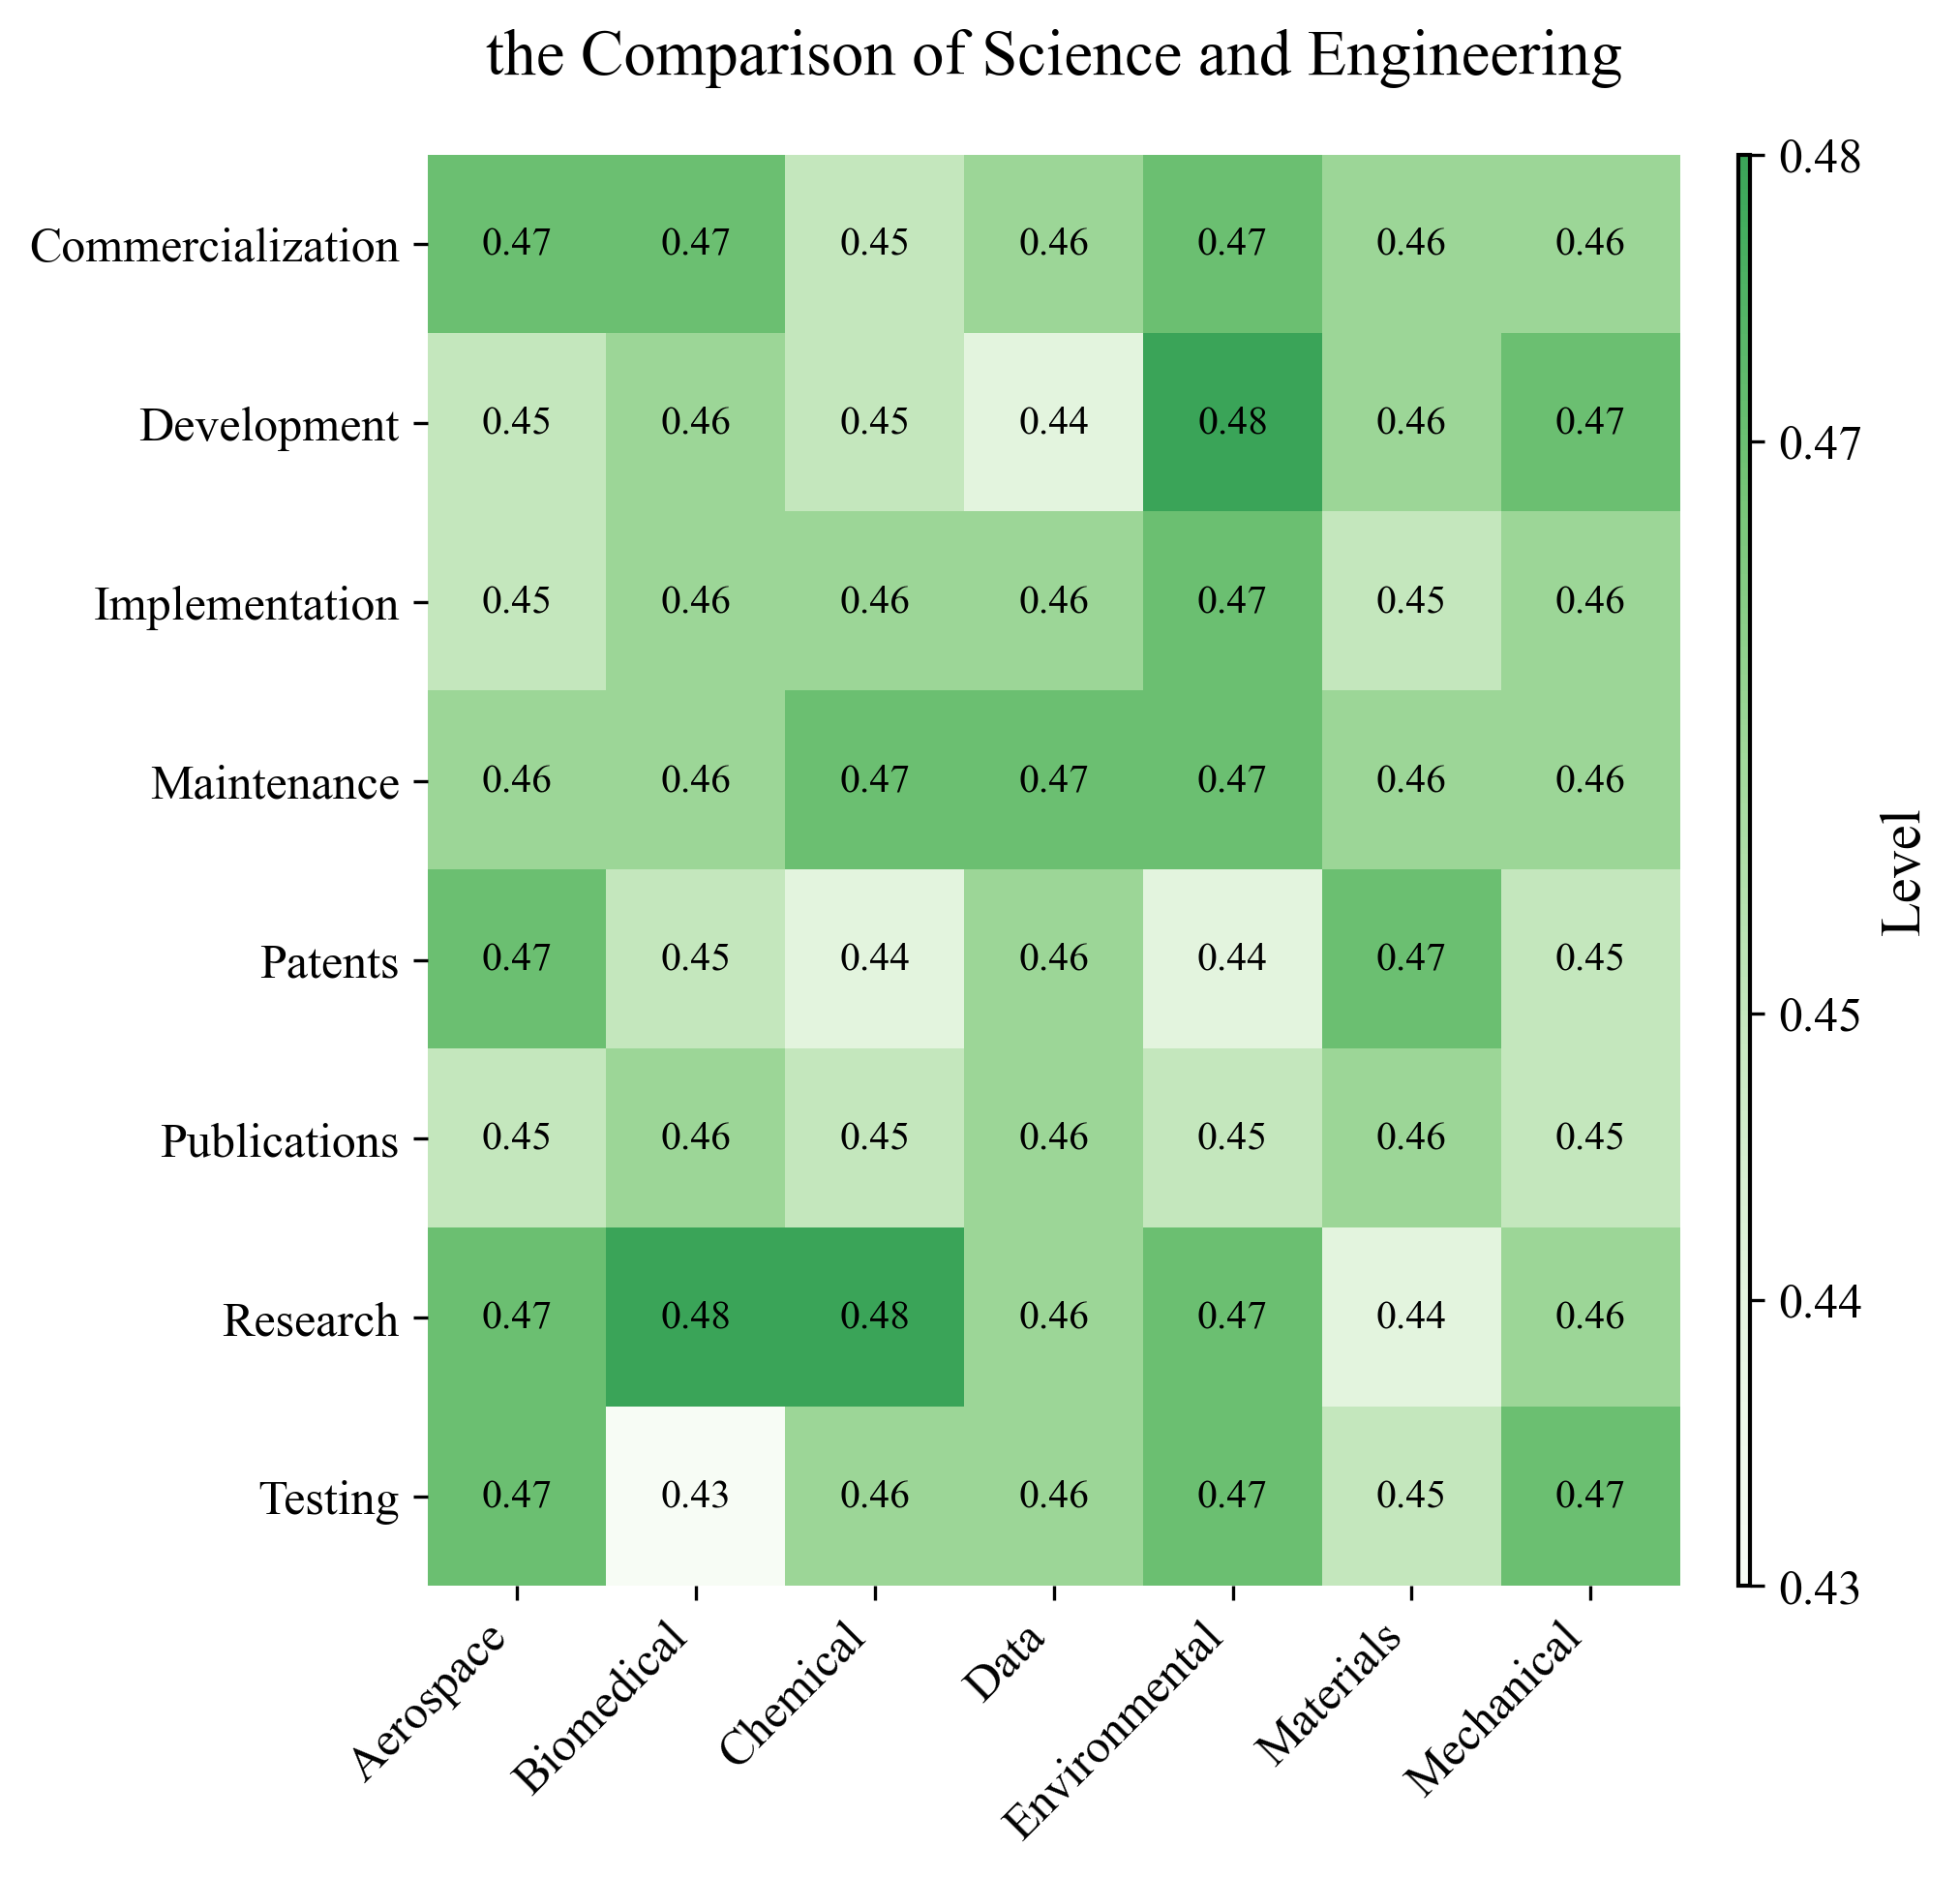 the Comparison of Science and Engineering
Commercialization 0.47 0.47 0.45 0.46 0.47 0.46 0.46
Development 0.45 0.46 0.45 0.44 0.48 0.46 0.47
Implementation 0.45 0.46 0.46 0.46 0.47 0.45 0.46
Maintenance 0.46 0.46 0.47 0.47 0.47 0.46 0.46
Patents 0.47 0.45 0.44 0.46 0.44 0.47 0.45
Publications 0.45 0.46 0.45 0.46 0.45 0.46 0.45
Research 0.47 0.48 0.48 0.46 0.47 0.44 0.46
Testing 0.47 0.43 0.46 0.46 0.47 0.45 0.47
Aerospace
Biomedical
Chemical
Data
Environmental
Materials
Mechanical
0.48
0.47
0.45
0.44
0.43
Level